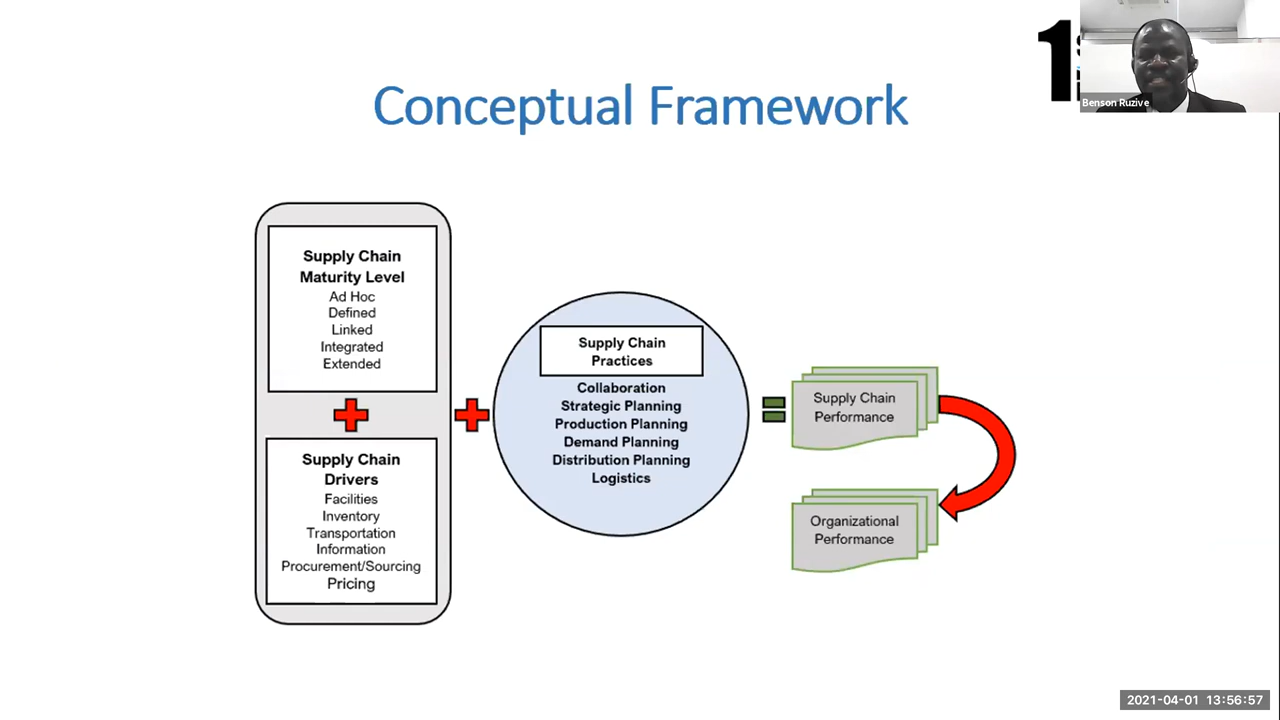 Conceptual Framework
1
Benson Ruzive
Supply Chain
Maturity Level
Ad Hoc
Defined
Linked
Integrated
Extended
Supply Chain
Drivers
Facilities
Inventory
Transportation
Information
Procurement/Sourcing
Pricing
Supply Chain
Practices
Collaboration
Strategic Planning
Production Planning
Demand Planning
Distribution Planning
Logistics
Supply Chain
Performance
Organizational
Performance
2021-04-01 13:56:57